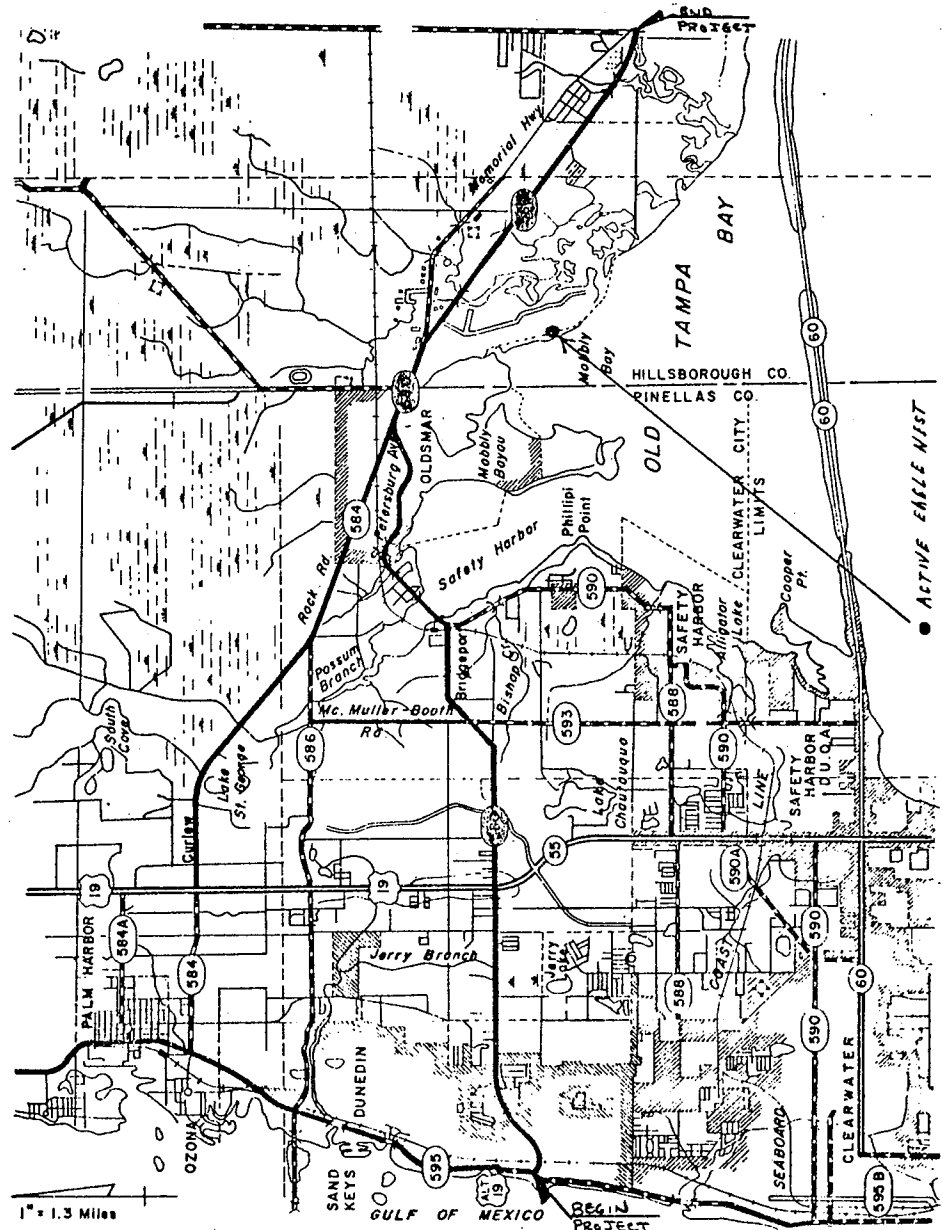 END
PROJECT
Memorial Hwy
TAMPA
BAY
60
Mobbly
Bay
HILLSBOROUGH CO.
PINELLAS CO.
60
OLD
OLDSMAR
Mobbly
Bayou
St. Petersburg Av.
584
CLEARWATER CITY
LIMITS
ACTIVE EAGLE NIST
Safety Harbor
Phillipi
Point
590
Rock Rd
Possum
Branch
Bridgeport
SAFETY
HARBOR
Alligator
Lake
Cooper
Pt.
Bishop Cr.
588
Mc. Muller-Booth
Rd
593
586
590
South
Cove
Lake
St. George
Lake
Chautauqua
LINE
SAFETY
HARBOR
D.U.O.A.
Curlew
55
19
19
590A
584A
590
PALM HARBOR
584
Jerry Branch
Jerry
Lake
COAST
588
60
590
OZONA
DUNEDIN
SAND
KEYS
595
ALT
19
SEABOARD
CLEARWATER
595B
1" = 1.3 Miles
GULF OF MEXICO
BEGIN
PROJECT